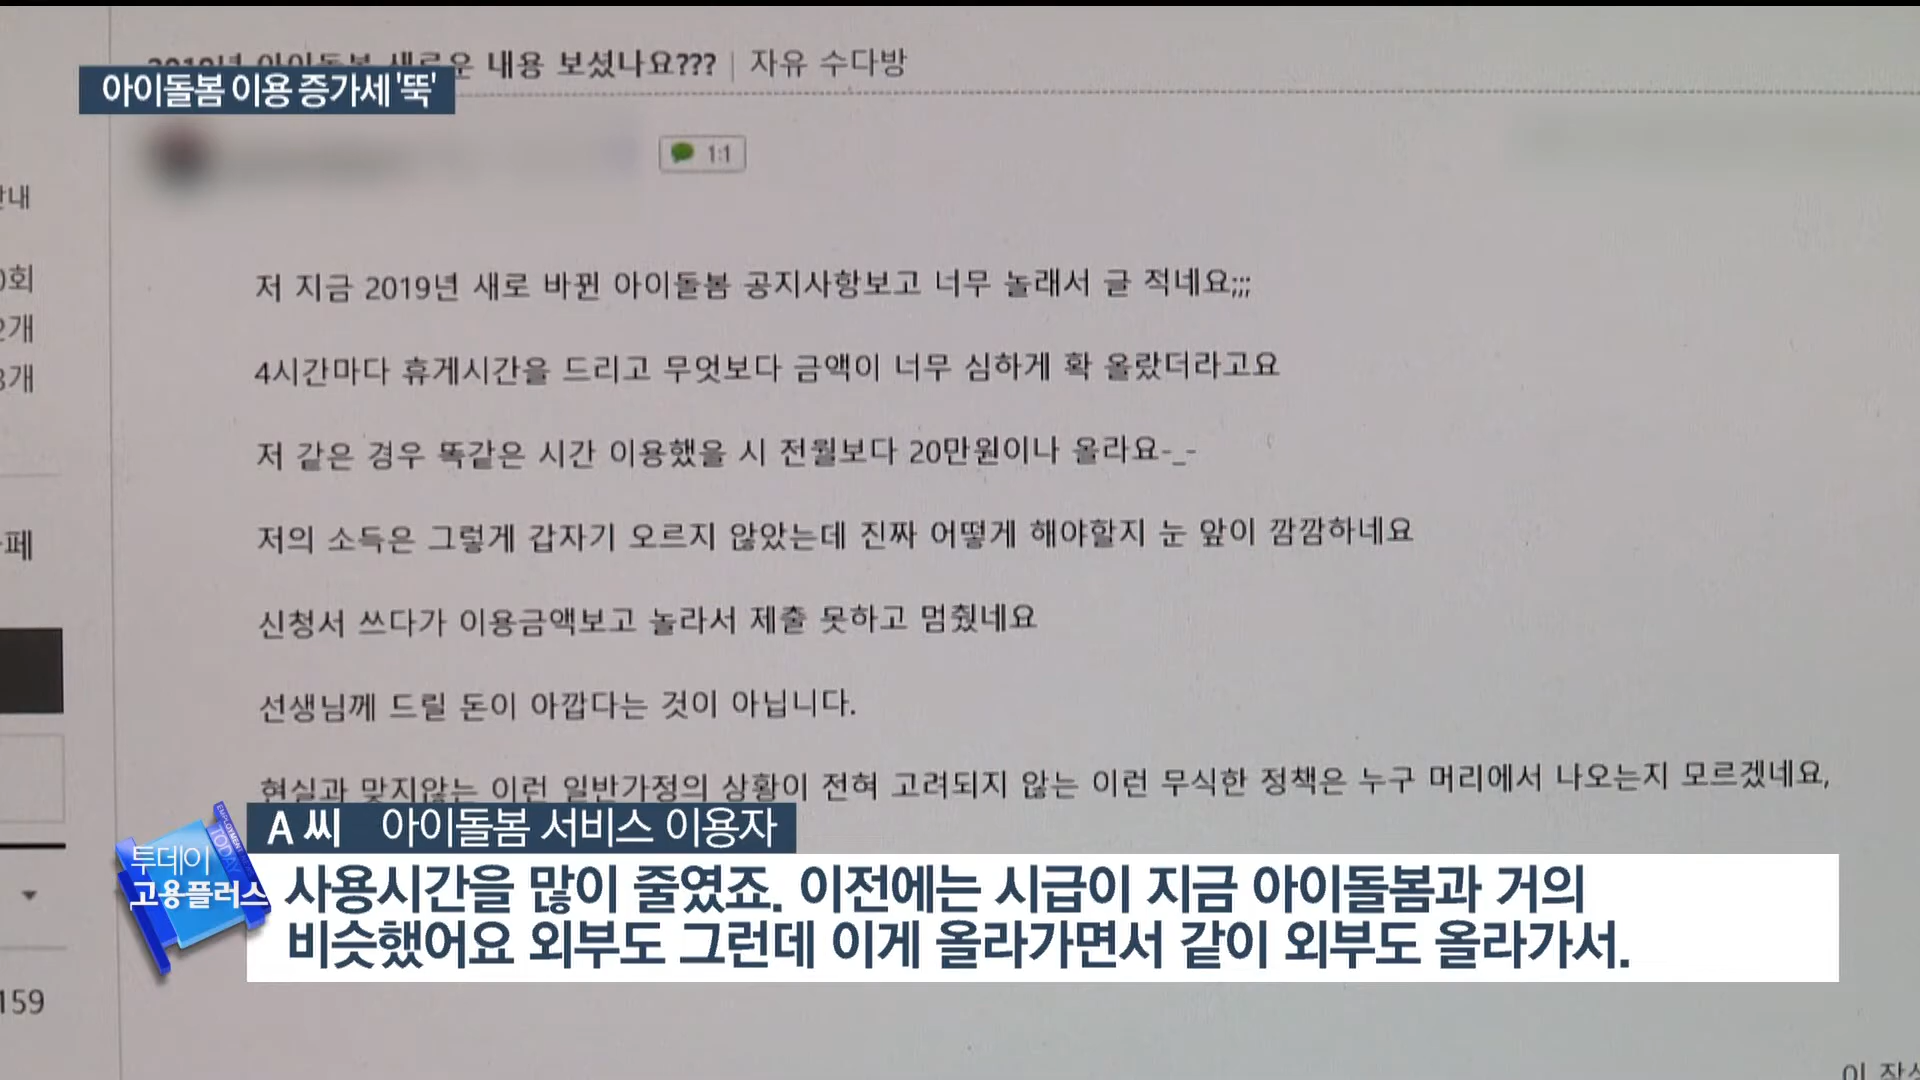 내용 보셨나요??? | 자유 수다방
아이돌봄 이용 증가세 '뚝'
1:1
저 지금 2019년 새로 바뀐 아이돌봄 공지사항보고 너무 놀래서 글 적네요;;;
4시간마다 휴게시간을 드리고 무엇보다 금액이 너무 심하게 확 올랐더라고요
저 같은 경우 똑같은 시간 이용했을 시 전월보다 20만원이나 올라요-_-
저의 소득은 그렇게 갑자기 오르지 않았는데 진짜 어떻게 해야할지 눈 앞이 깜깜하네요
신청서 쓰다가 이용금액보고 놀라서 제출 못하고 멈췄네요
선생님께 드릴 돈이 아깝다는 것이 아닙니다.
현실과 맞지않는 이런 일반가정의 상황이 전혀 고려되지 않는 이런 무식한 정책은 누구 머리에서 나오는지 모르겠네요,
EMPLOYMENT
TODAY
투데이
고용플러스
A 씨 아이돌봄 서비스 이용자
사용시간을 많이 줄였죠. 이전에는 시급이 지금 아이돌봄과 거의
비슷했어요 외부도 그런데 이게 올라가면서 같이 외부도 올라가서.
159